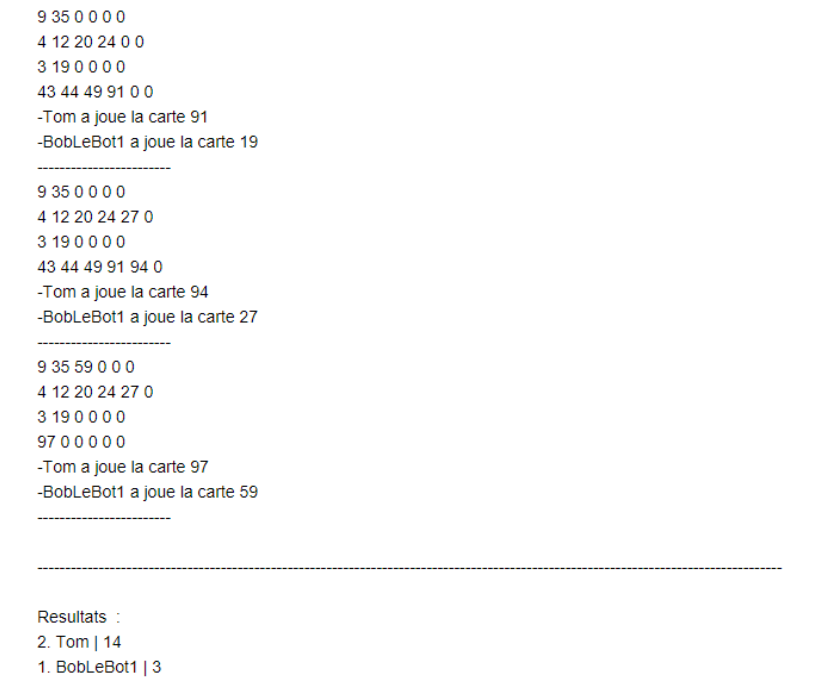 9 35 0 0 0 0
4 12 20 24 0 0
3 19 0 0 0 0
43 44 49 91 0 0
-Tom a joue la carte 91
-BobLeBot1 a joue la carte 19
------------------------
9 35 0 0 0 0
4 12 20 24 27 0
3 19 0 0 0 0
43 44 49 91 94 0
-Tom a joue la carte 94
-BobLeBot1 a joue la carte 27
------------------------
9 35 59 0 0 0
4 12 20 24 27 0
3 19 0 0 0 0
97 0 0 0 0 0
-Tom a joue la carte 97
-BobLeBot1 a joue la carte 59
------------------------
----------------------------------------------------------------------------------------------------------------------------------------
Resultats :
2. Tom | 14
1. BobLeBot1 | 3